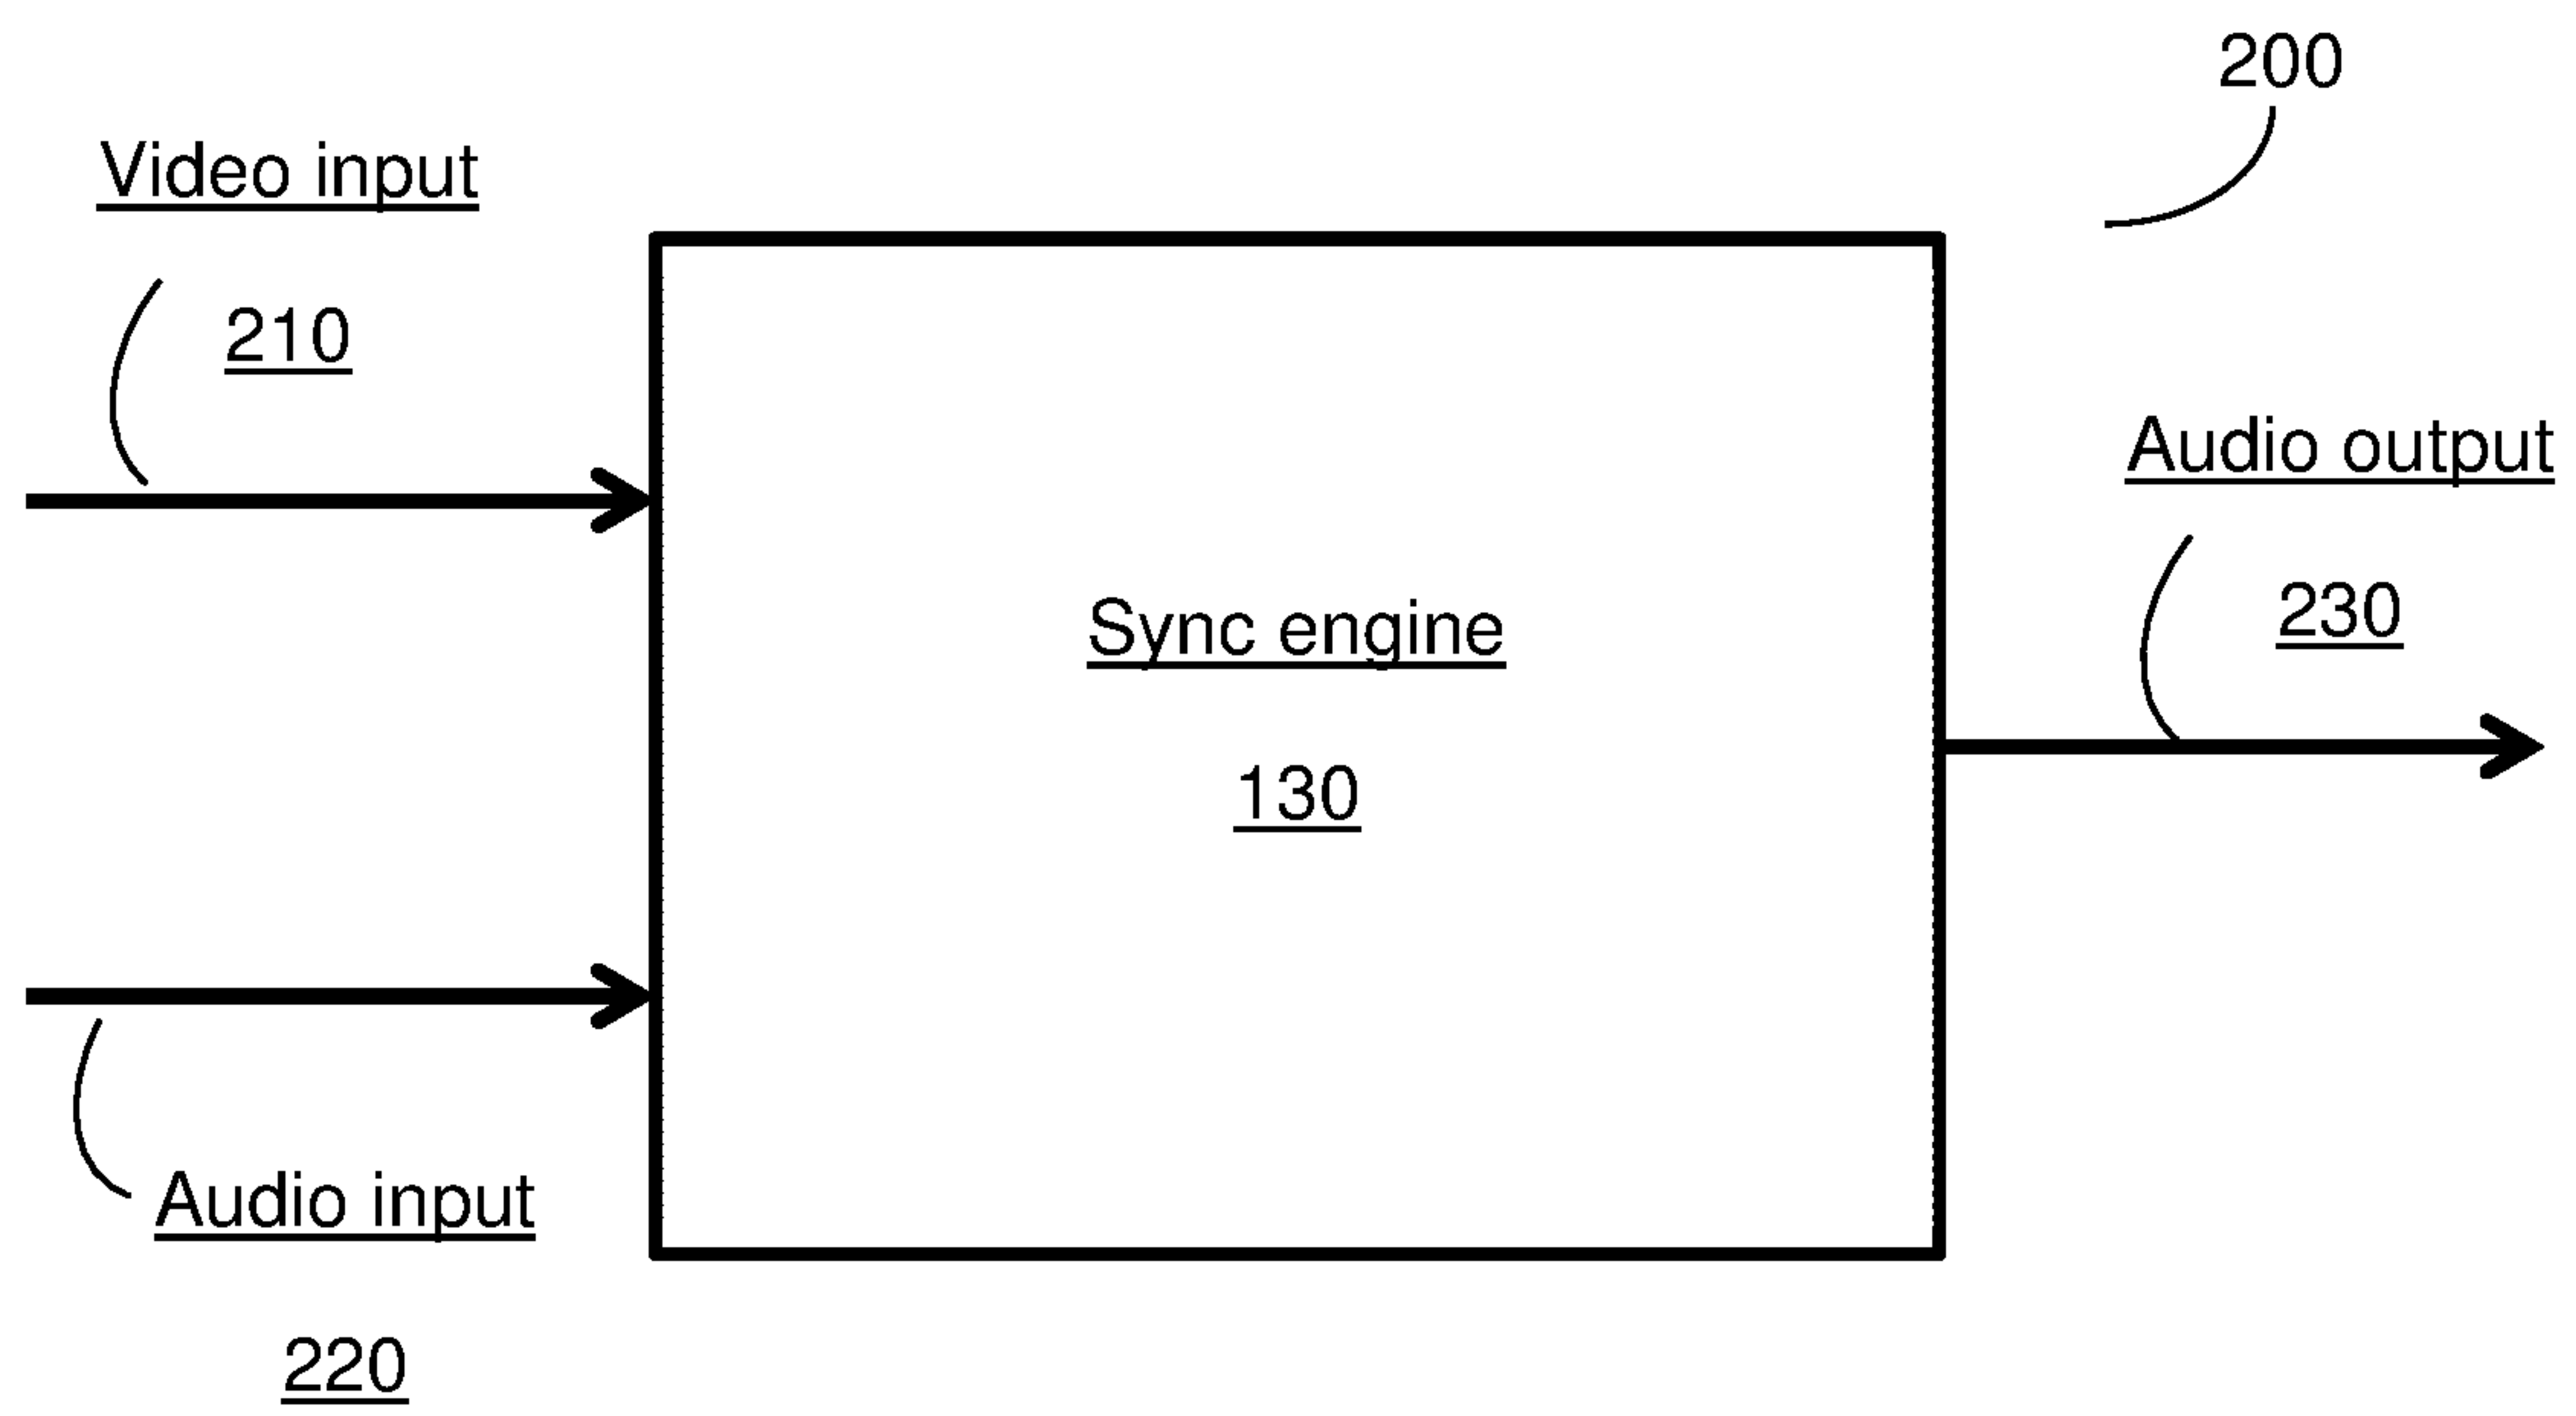 200
Video input
210
Audio output
230
Sync engine
130
Audio input
220